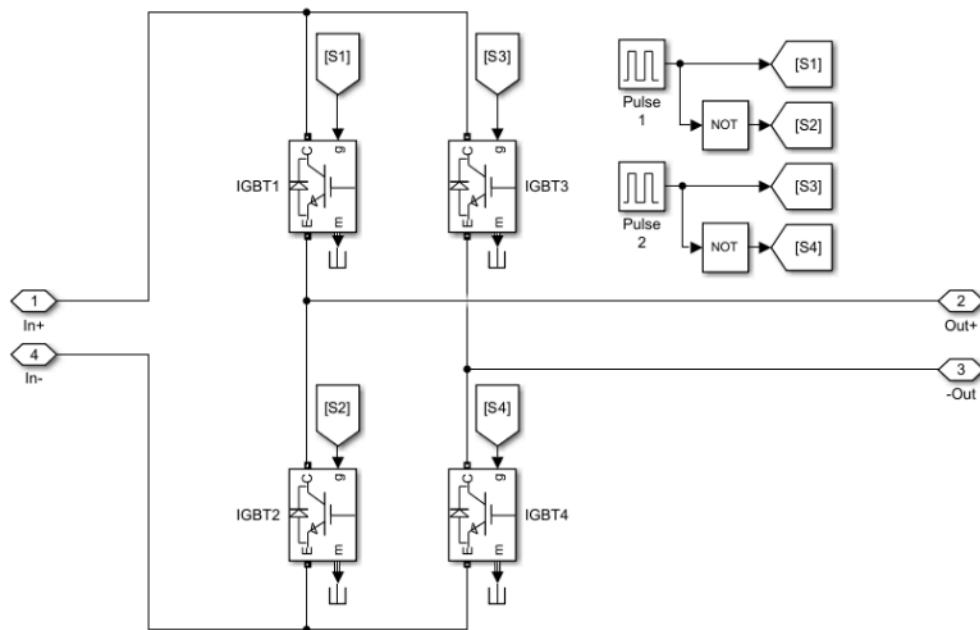 [S1]
[S3]
C
g
IGBT1
E
m
C
g
IGBT3
E
m
Pulse
1
[S1]
NOT
[S2]
Pulse
2
[S3]
NOT
[S4]
1
In+
4
In-
2
Out+
3
-Out
[S2]
[S4]
C
g
IGBT2
E
m
C
g
IGBT4
E
m